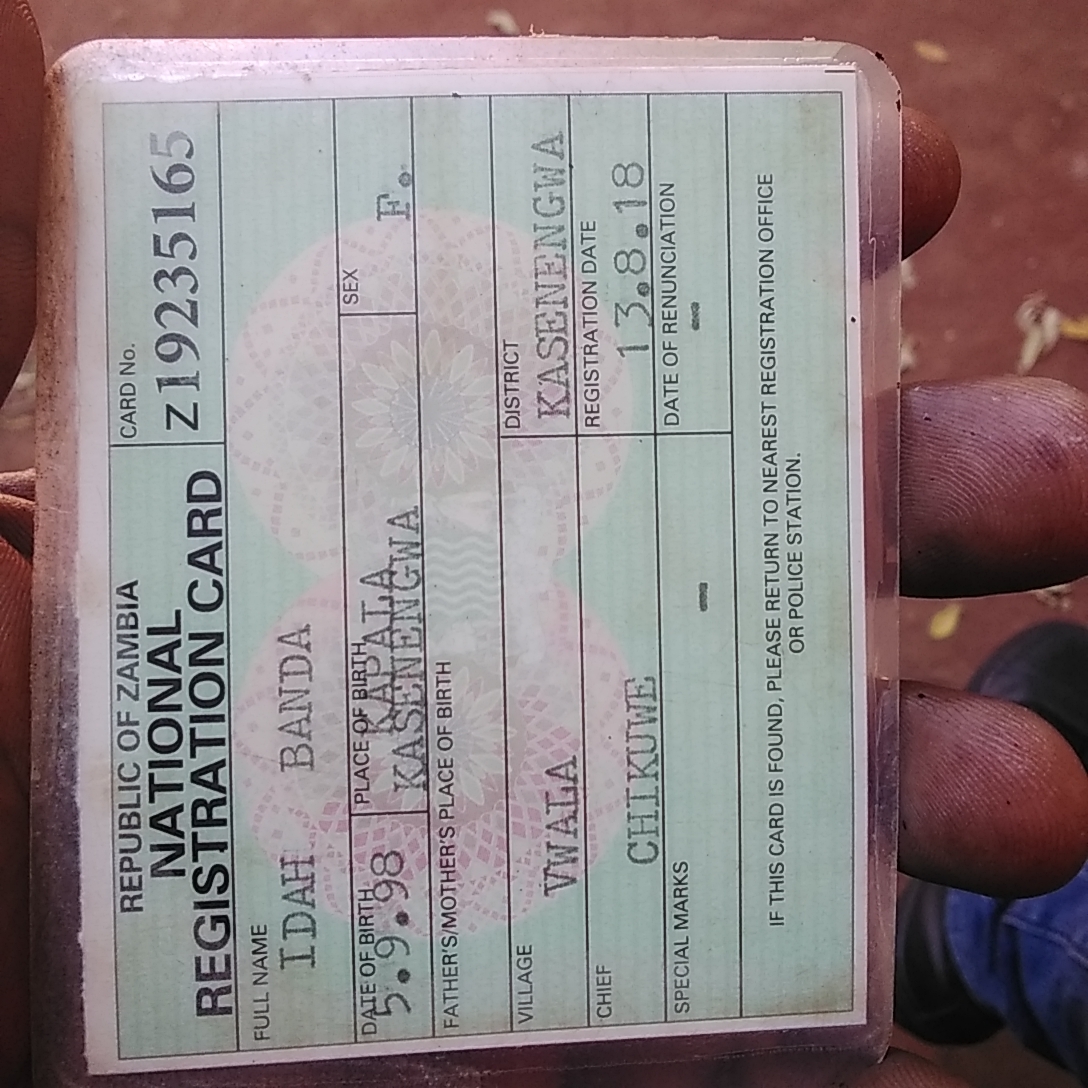 REPUBLIC OF ZAMBIA
NATIONAL
REGISTRATION CARD
CARD No.
Z19235165
FULL NAME
IDAH BANDA
DATE OF BIRTH
5.9.98
PLACE OF BIRTH
KAPALA
KASENENGWA
SEX
F.
FATHER'S/MOTHER'S PLACE OF BIRTH
VILLAGE
VWALA
DISTRICT
KASENENGWA
CHIEF
CHIKUWE
REGISTRATION DATE
13.8.18
SPECIAL MARKS
-
DATE OF RENUNCIATION
-
IF THIS CARD IS FOUND, PLEASE RETURN TO NEAREST REGISTRATION OFFICE
OR POLICE STATION.